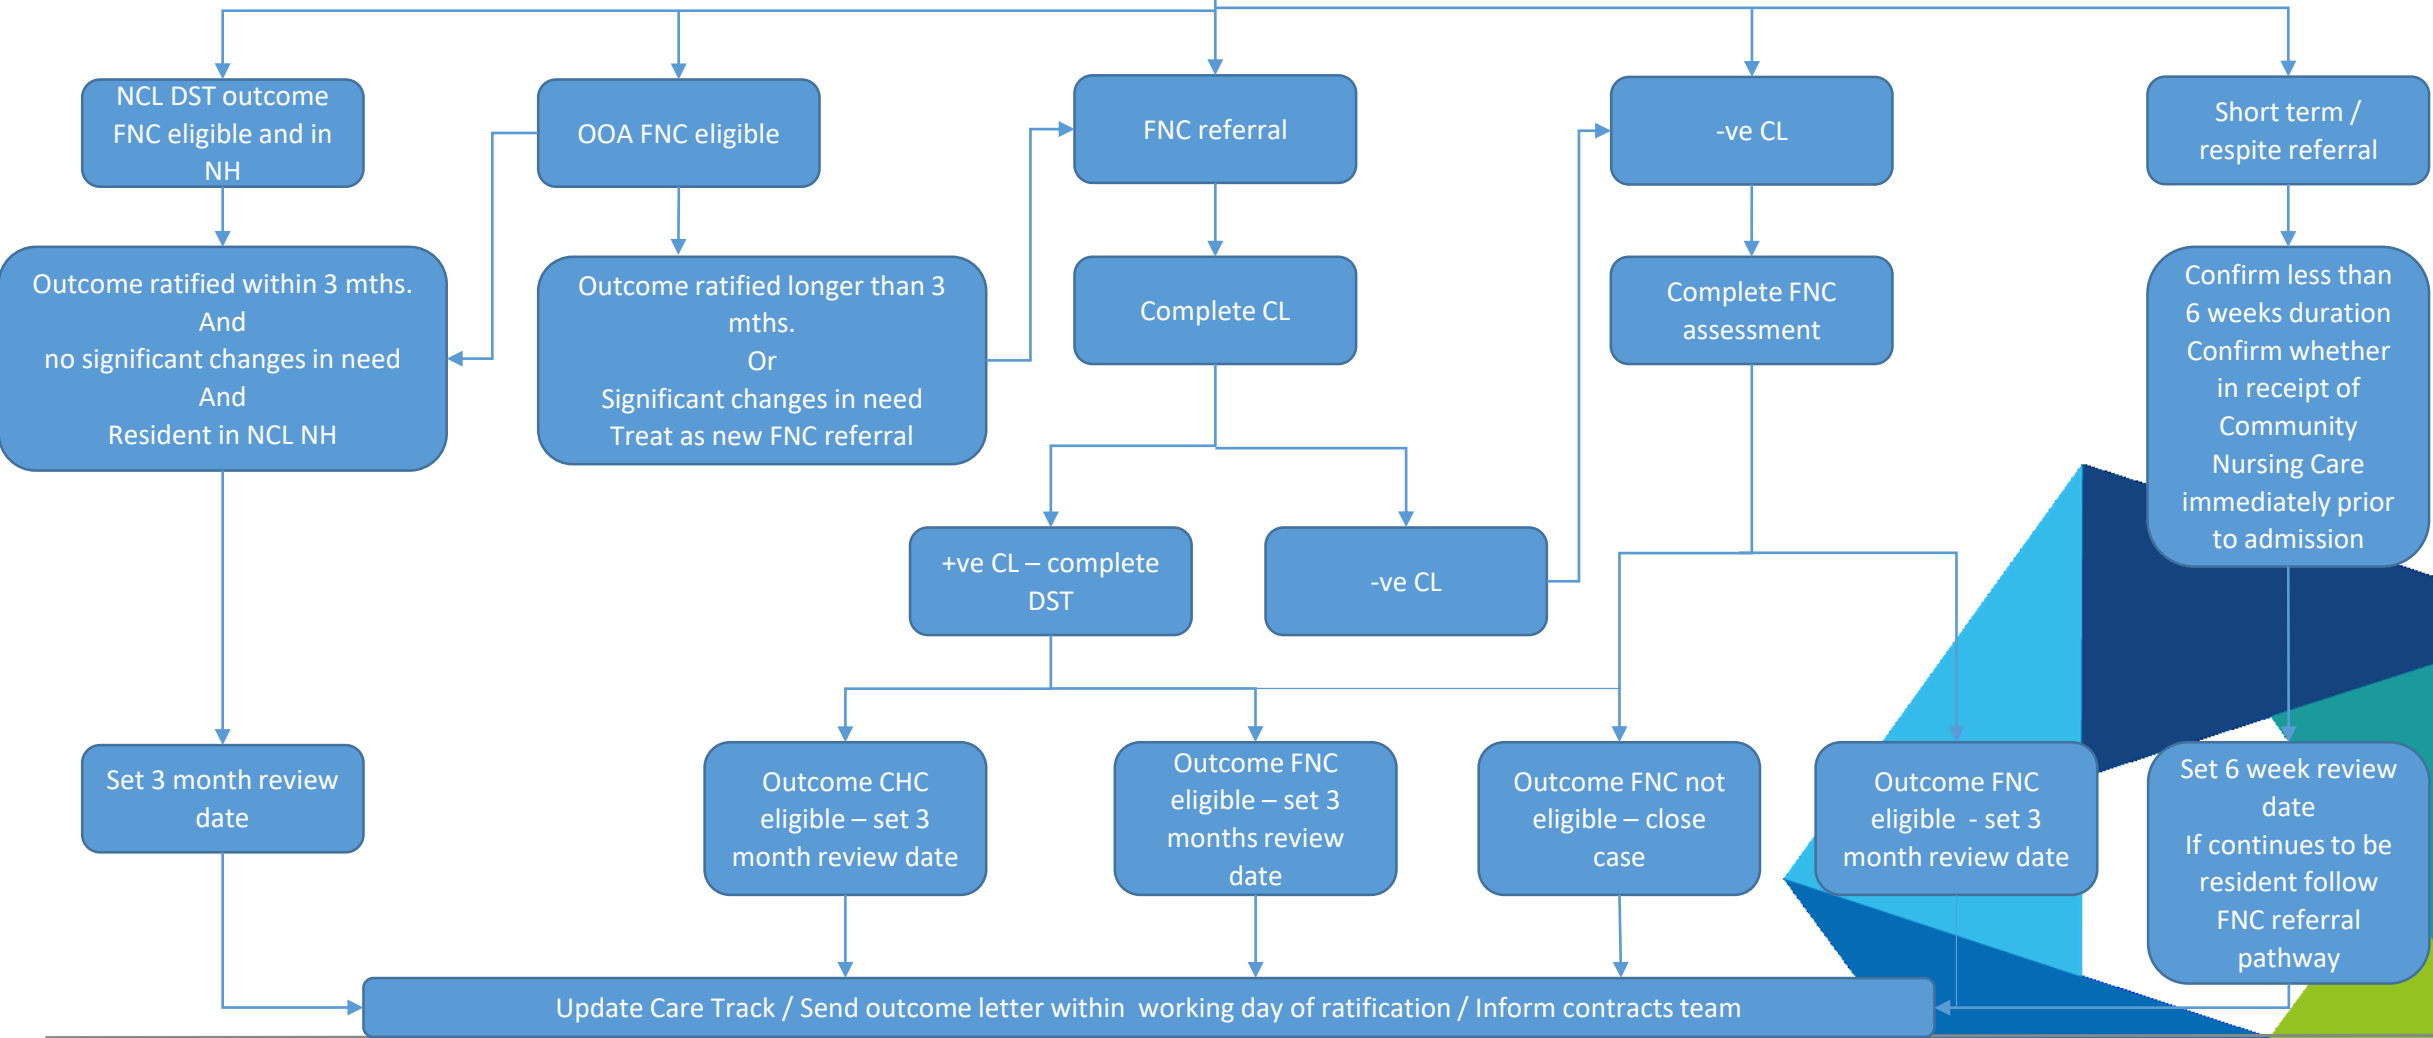 NCL DST outcome
FNC eligible and in
NH
OOA FNC eligible
FNC referral
-ve CL
Short term /
respite referral
Outcome ratified within 3 mths.
And
no significant changes in need
And
Resident in NCL NH
Outcome ratified longer than 3
mths.
Or
Significant changes in need
Treat as new FNC referral
Complete CL
Complete FNC
assessment
Confirm less than
6 weeks duration
Confirm whether
in receipt of
Community
Nursing Care
immediately prior
to admission
+ve CL – complete
DST
-ve CL
Set 3 month review
date
Outcome CHC
eligible – set 3
month review date
Outcome FNC
eligible – set 3
months review
date
Outcome FNC not
eligible – close
case
Outcome FNC
eligible - set 3
month review date
Set 6 week review
date
If continues to be
resident follow
FNC referral
pathway
Update Care Track / Send outcome letter within working day of ratification / Inform contracts team